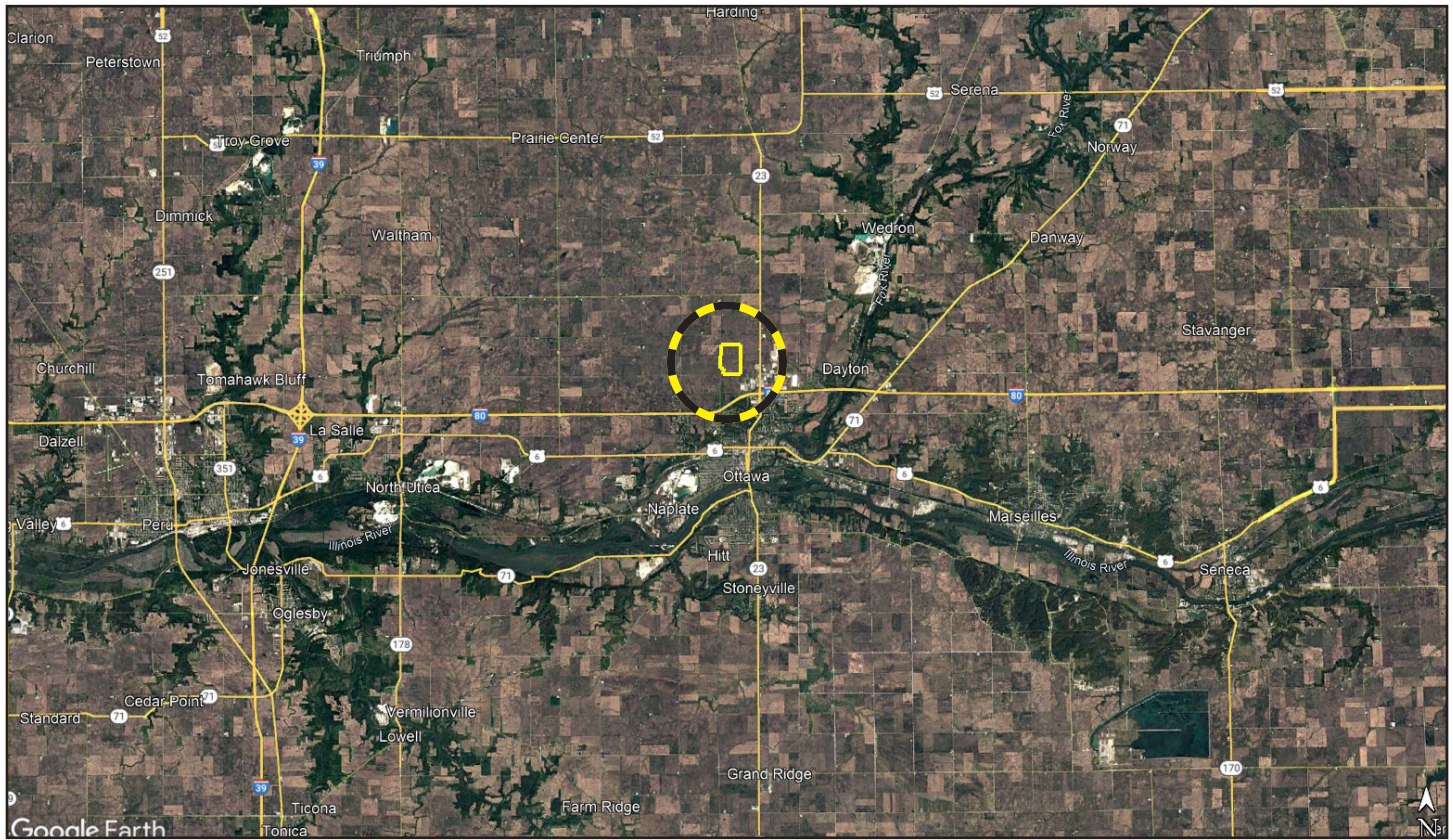 Harding
Clarion
52
Peterstown
Triumph
52
Serena
52
Fox River
71
Troy Grove
Prairie Center
52
Norway
39
23
Dimmick
Waltham
Wedron
Danway
251
Fox River
Stavanger
Churchill
Tomahawk Bluff
Dayton
80
80
71
Dalzell
39
La Salle
351
6
6
6
Ottawa
6
North Utica
6
Naplate
Marseilles
g Valley
6
Peru
Illinois River
Hitt
Illinois River
6
Seneca
Jonesville
71
23
Stoneyville
Oglesby
178
Cedar Point
71
Standard
71
Vermilionville
Lowell
Grand Ridge
170
39
Ticona
Farm Ridge
Tonica
Google Earth
N